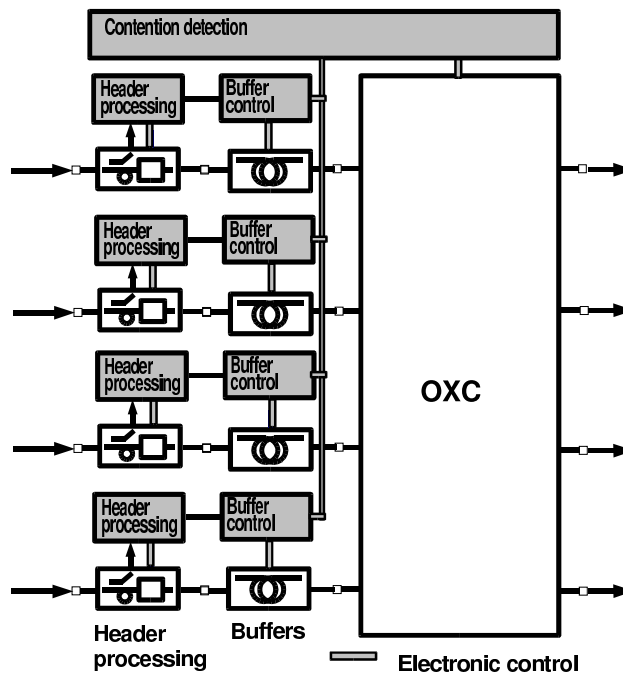 Contention detection
Header
processing
Buffer
control
Header
processing
Buffer
control
Header
processing
Buffer
control
OXC
Header
processing
Buffer
control
Header
processing
Buffers
Electronic control